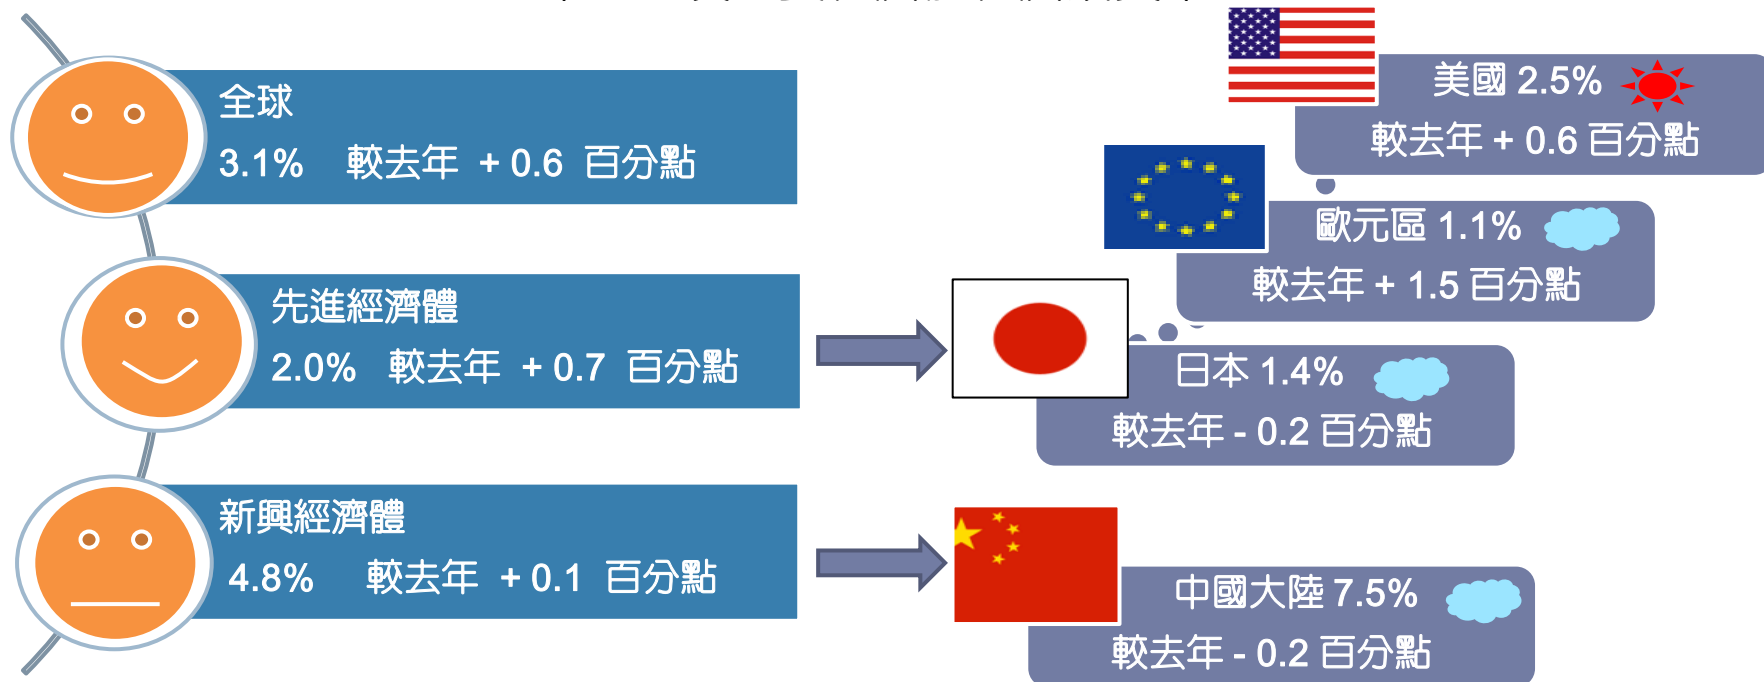 全球
3.1% 較去年 + 0.6 百分點
先進經濟體
2.0% 較去年 + 0.7 百分點
新興經濟體
4.8% 較去年 + 0.1 百分點
美國 2.5%
較去年 + 0.6 百分點
歐元區 1.1%
較去年 + 1.5 百分點
日本 1.4%
較去年 - 0.2 百分點
中國大陸 7.5%
較去年 - 0.2 百分點